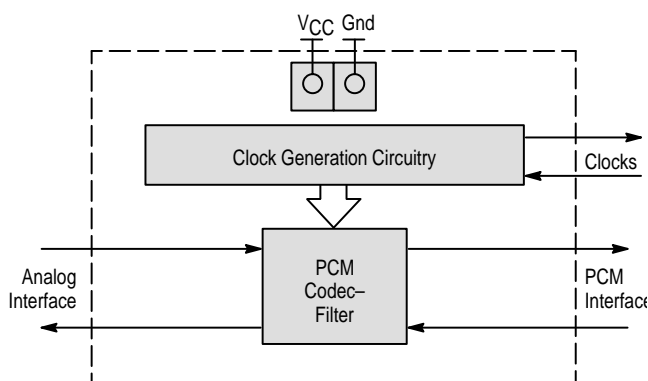 VCC Gnd
Clock Generation Circuitry
Clocks
Analog
Interface
PCM
Codec–
Filter
PCM
Interface